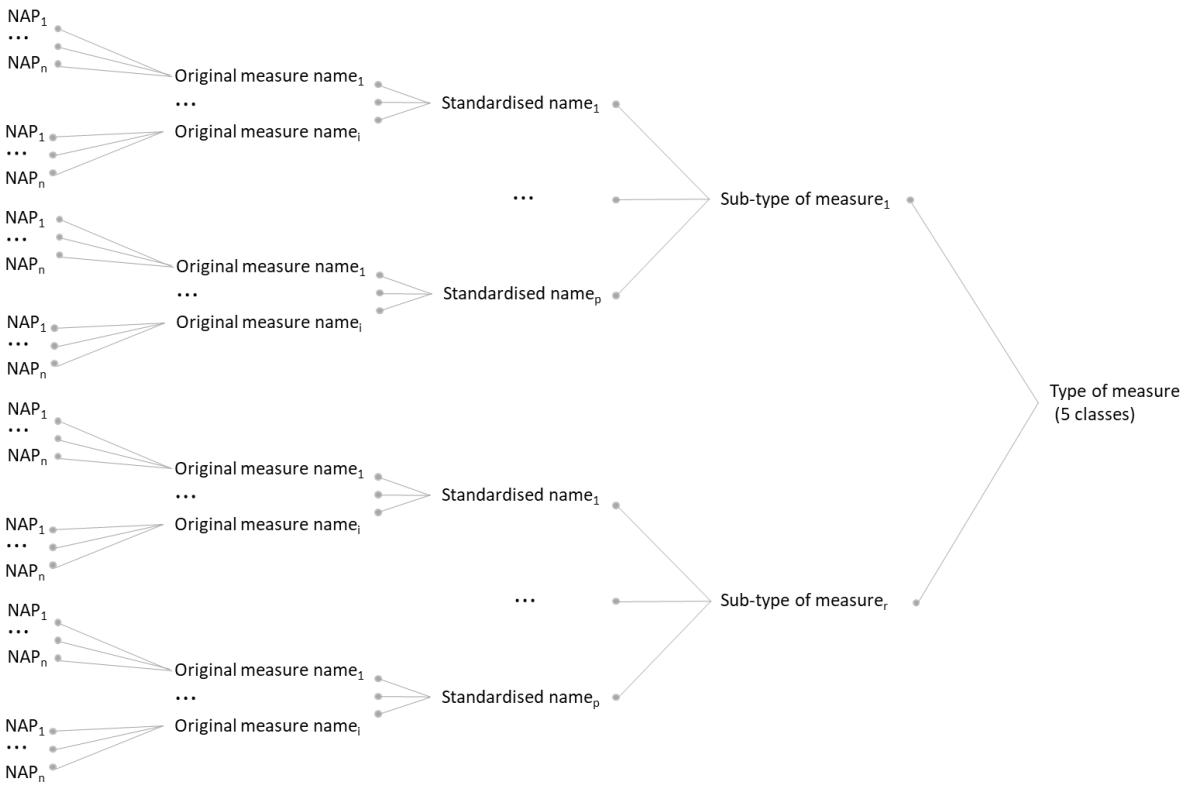 NAP₁
...
NAPₙ
Original measure name₁
...
Original measure nameᵢ
NAP₁
...
NAPₙ
Standardised name₁
...
NAP₁
...
NAPₙ
Original measure name₁
...
Original measure nameᵢ
NAP₁
...
NAPₙ
Standardised nameₚ
Sub-type of measure₁
NAP₁
...
NAPₙ
Original measure name₁
...
Original measure nameᵢ
NAP₁
...
NAPₙ
Standardised name₁
...
NAP₁
...
NAPₙ
Original measure name₁
...
Original measure nameᵢ
NAP₁
...
NAPₙ
Standardised nameₚ
Sub-type of measureᵣ
Type of measure
(5 classes)